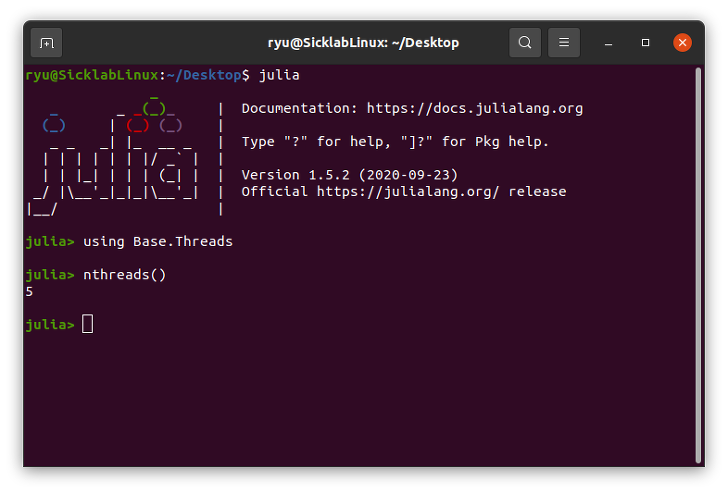 ryu@SicklabLinux: ~/Desktop
ryu@SicklabLinux:~/Desktop$ julia
               _
   _       _ _(_)_     |  Documentation: https://docs.julialang.org
  (_)     | (_) (_)    |
   _ _   _| |_  __ _   |  Type "?" for help, "]?" for Pkg help.
  | | | | | | |/ _` |  |
  | | |_| | | | (_| |  |  Version 1.5.2 (2020-09-23)
 _/ |\__'_|_|_|\__'_|  |  Official https://julialang.org/ release
|__/                   |
julia> using Base.Threads
julia> nthreads()
5
julia>